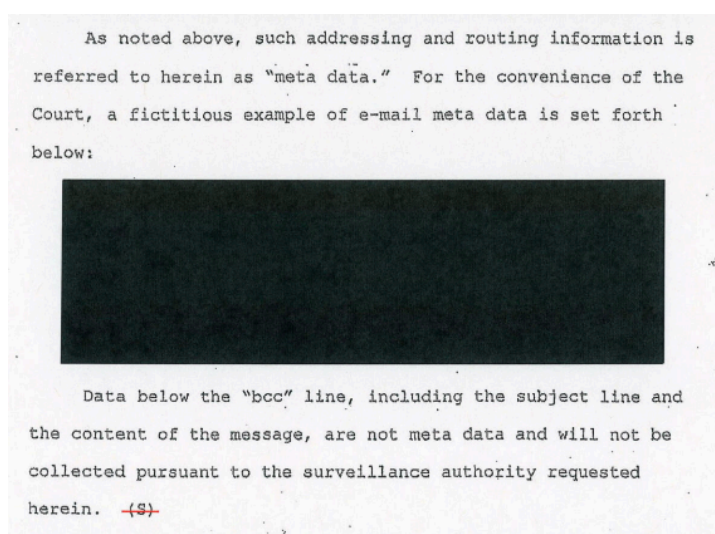 As noted above, such addressing and routing information is
referred to herein as "meta data."  For the convenience of the
Court, a fictitious example of e-mail meta data is set forth
below:
Data below the "bcc" line, including the subject line and
the content of the message, are not meta data and will not be
collected pursuant to the surveillance authority requested
herein.  (S)